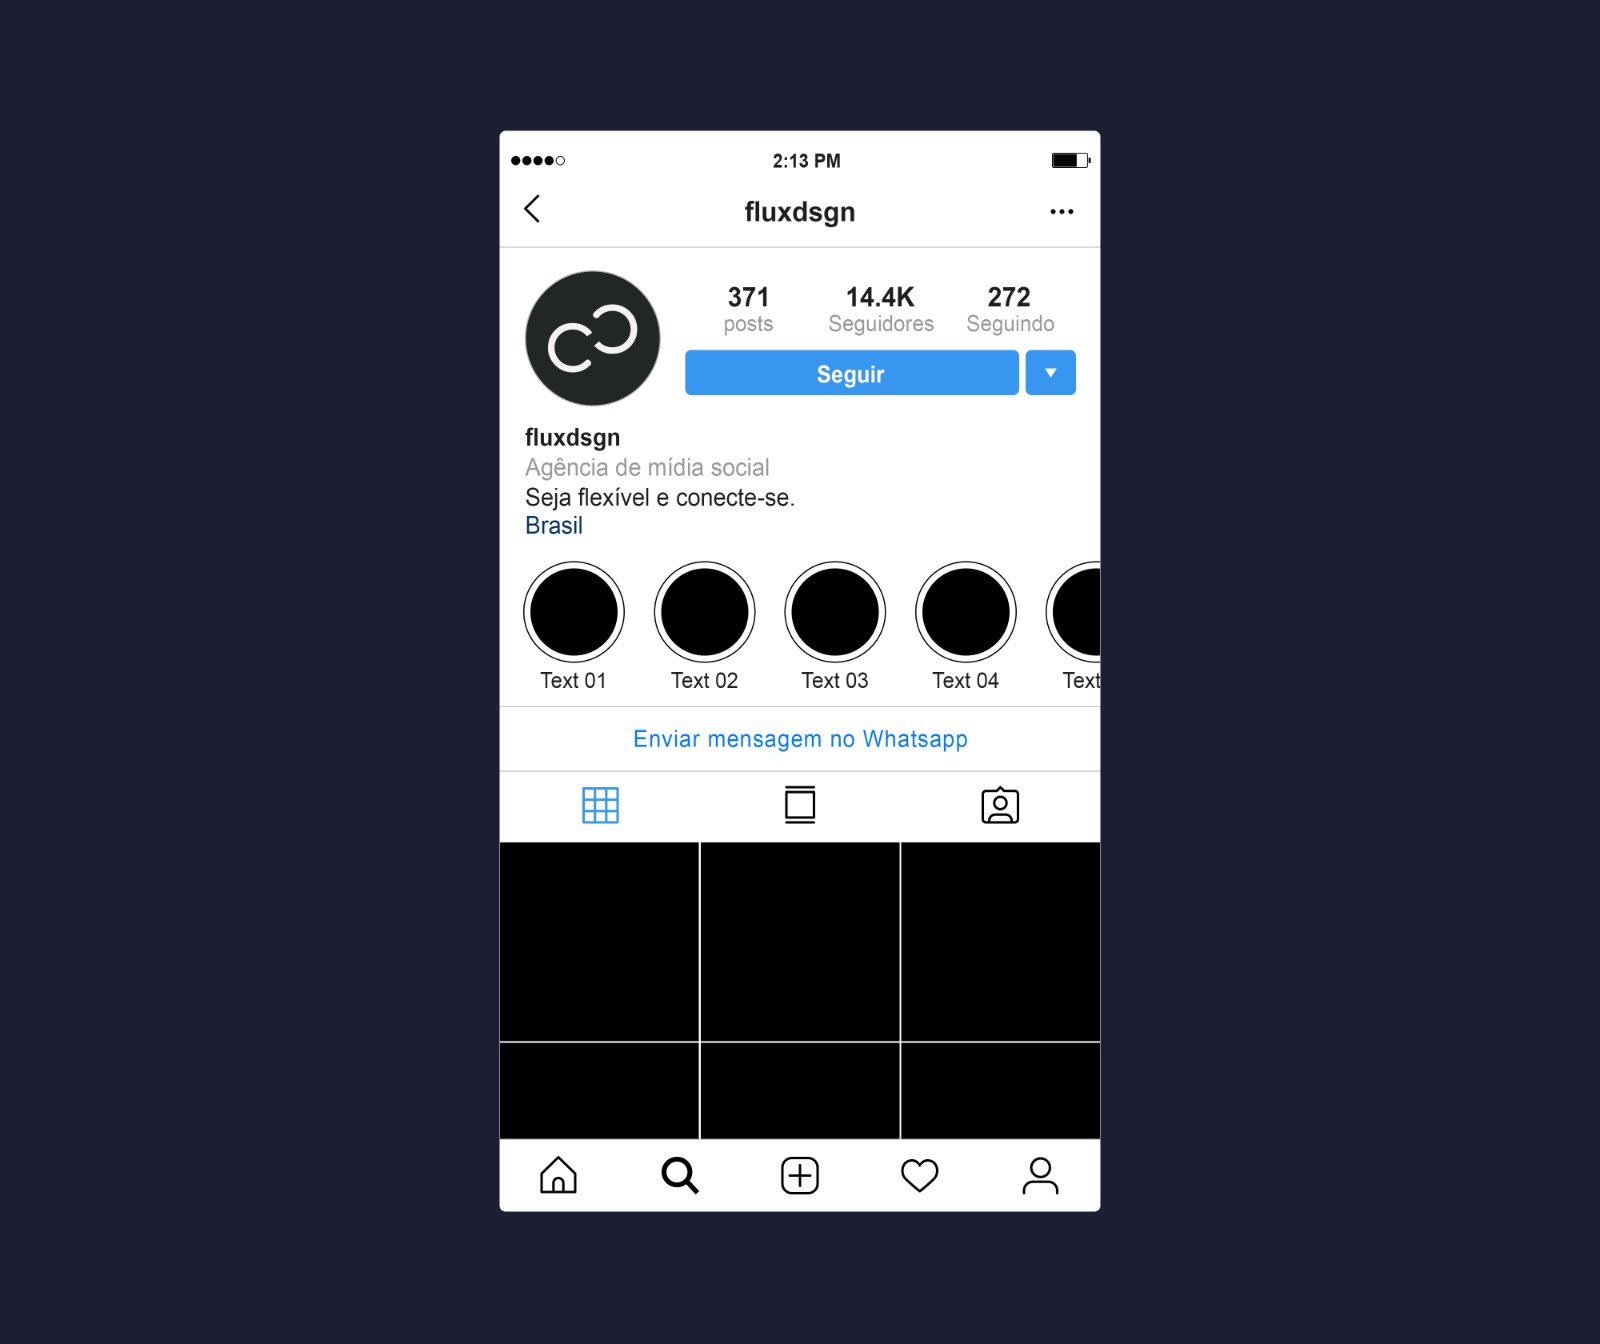 2:13 PM
fluxdsgn
371 14.4K 272
posts Seguidores Seguindo
Seguir
fluxdsgn
Agência de mídia social
Seja flexível e conecte-se.
Brasil
Text 01 Text 02 Text 03 Text 04 Text
Enviar mensagem no Whatsapp